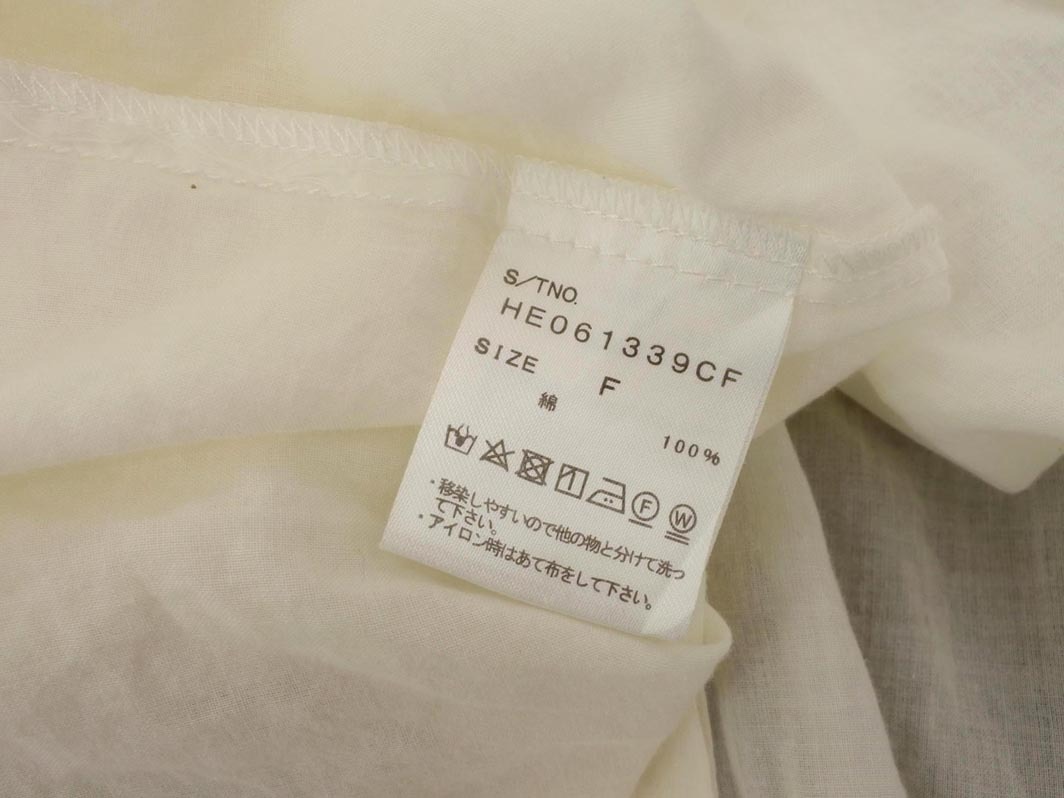 S/TNO.
HE061339CF
SIZE F
綿 100%
F W
・移染しやすいので他の物と分けて洗っ
て下さい。
・アイロン時はあて布をして下さい。